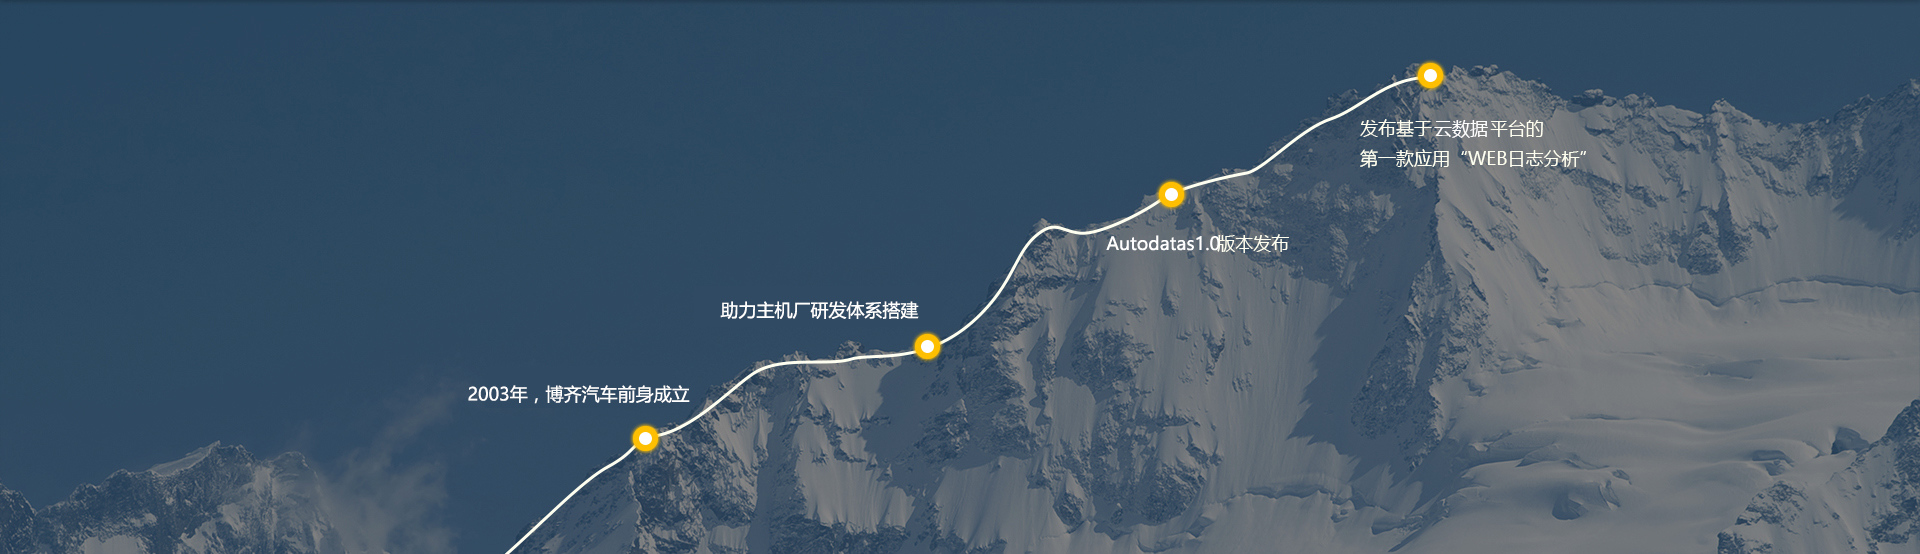 发布基于云数据平台的
第一款应用“WEB日志分析”
Autodatas1.0版本发布
助力主机厂研发体系搭建
2003年，博齐汽车前身成立